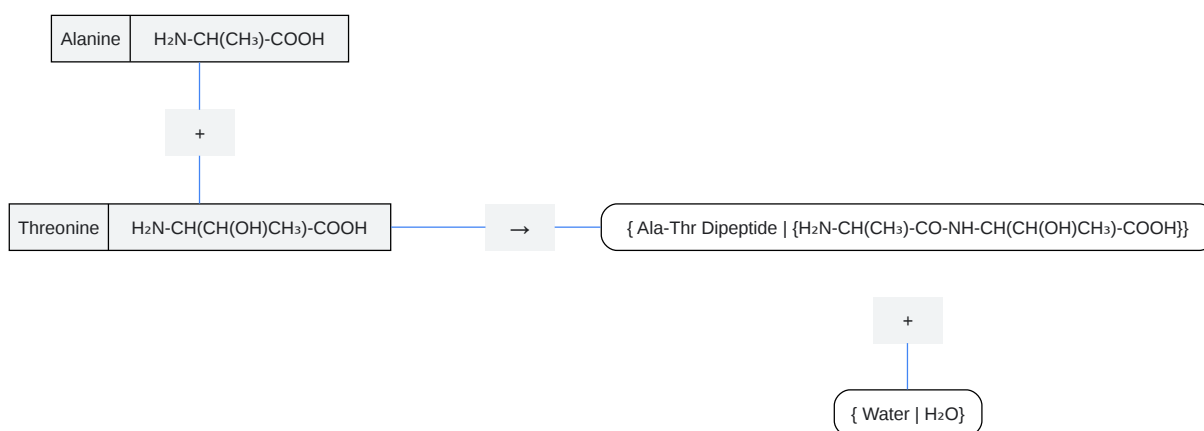 Alanine H₂N-CH(CH₃)-COOH
+
Threonine H₂N-CH(CH(OH)CH₃)-COOH → { Ala-Thr Dipeptide | {H₂N-CH(CH₃)-CO-NH-CH(CH(OH)CH₃)-COOH}}
+
{ Water | H₂O}